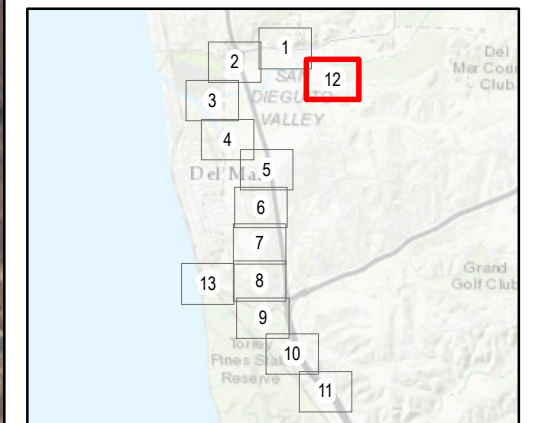 1
2
Del
Mar Coun
Club
12
SAN
DIEGUITO
VALLEY
3
4
Del Mar
5
6
7
Grand
Golf Club
13
8
9
Torrey
Pines State
Reserve
10
11